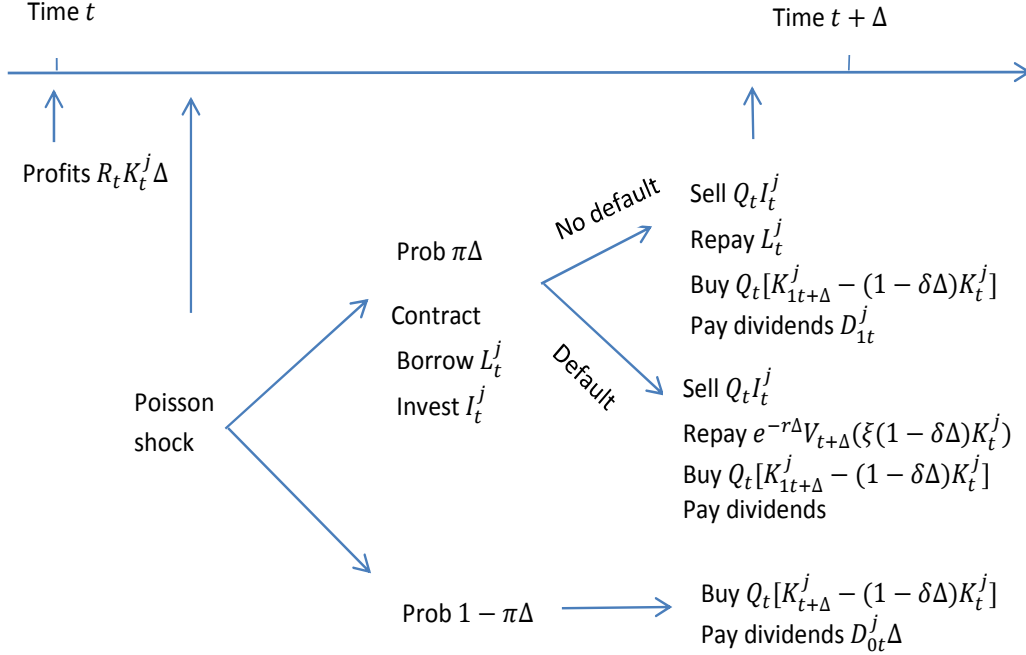 Time t
Time t + Δ
Profits R_t K_t^j Δ
Poisson
shock
Prob πΔ
Contract
Borrow L_t^j
Invest I_t^j
No default
Default
Sell Q_t I_t^j
Repay L_t^j
Buy Q_t[K_{1t+Δ}^j − (1 − δΔ)K_t^j]
Pay dividends D_{1t}^j
Sell Q_t I_t^j
Repay e^{−rΔ}V_{t+Δ}(ξ(1 − δΔ)K_t^j)
Buy Q_t[K_{1t+Δ}^j − (1 − δΔ)K_t^j]
Pay dividends
Prob 1 − πΔ
Buy Q_t[K_{t+Δ}^j − (1 − δΔ)K_t^j]
Pay dividends D_{0t}^j Δ